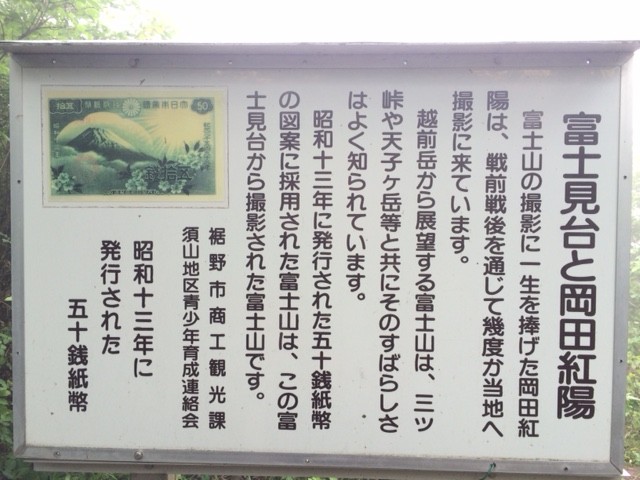 富士見台と岡田紅陽
富士山の撮影に一生を捧げた岡田紅
陽は、戦前戦後を通じて幾度か当地へ
撮影に来ています。
越前岳から展望する富士山は、三ツ
峠や天子ヶ岳等と共にそのすばらしさ
はよく知られています。
昭和十三年に発行された五十銭紙幣
の図案に採用された富士山は、この富
士見台から撮影された富士山です。
裾野市商工観光課
須山地区青少年育成連絡会
50
昭和十三年に
発行された
五十銭紙幣